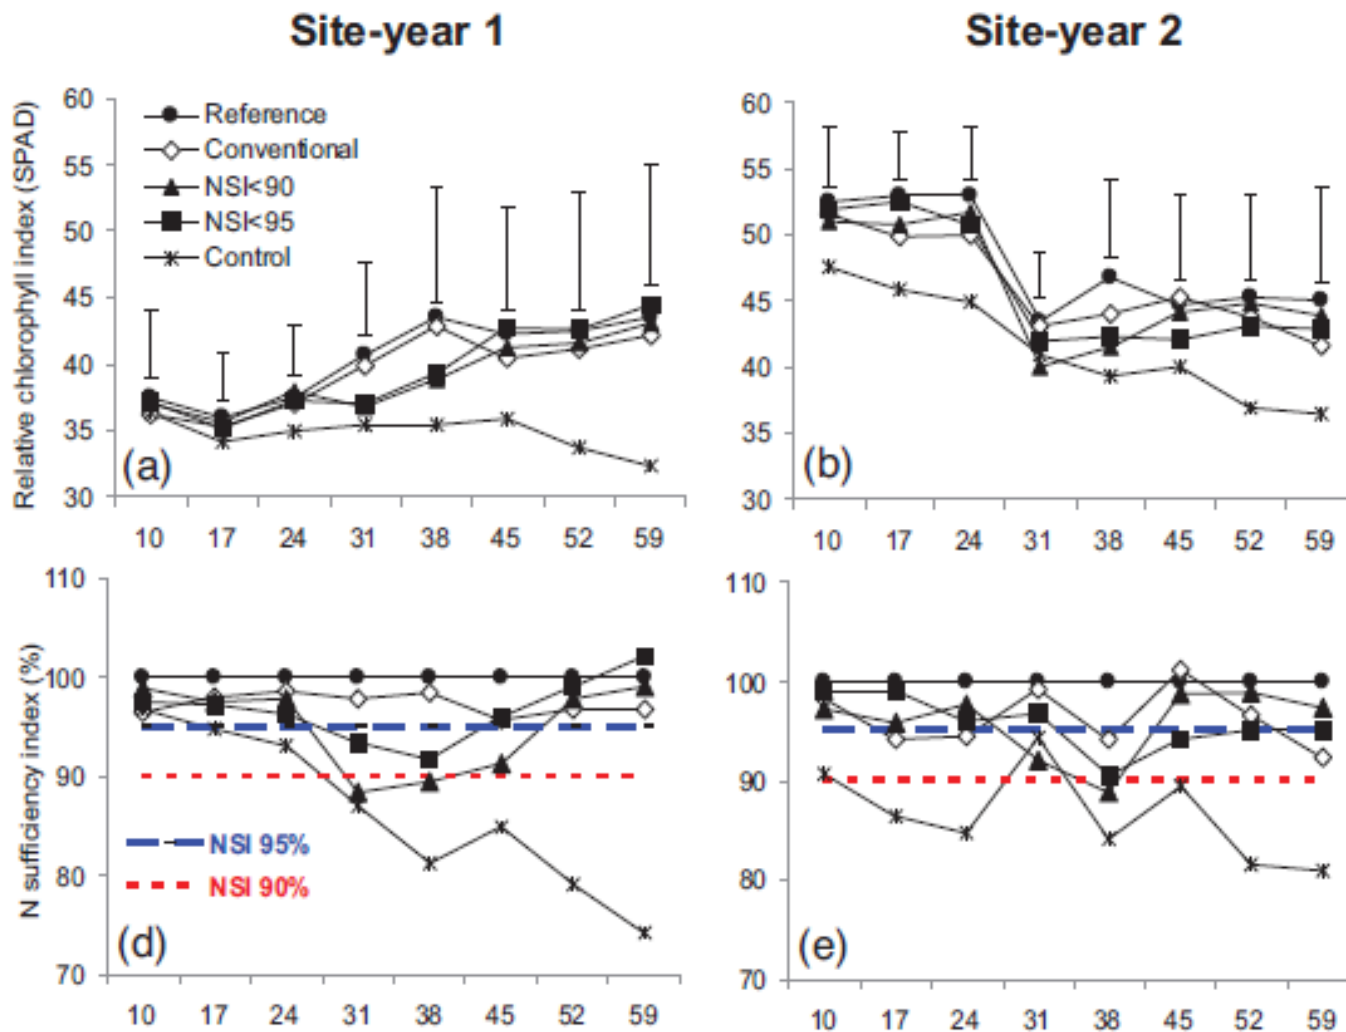 Site-year 1
Site-year 2
Relative chlorophyll index (SPAD)
60
55
50
45
40
35
30
Reference
Conventional
NSI<90
NSI<95
Control
(a)
10 17 24 31 38 45 52 59
60
55
50
45
40
35
30
(b)
10 17 24 31 38 45 52 59
N sufficiency index (%)
110
100
90
80
70
NSI 95%
NSI 90%
(d)
10 17 24 31 38 45 52 59
110
100
90
80
70
(e)
10 17 24 31 38 45 52 59